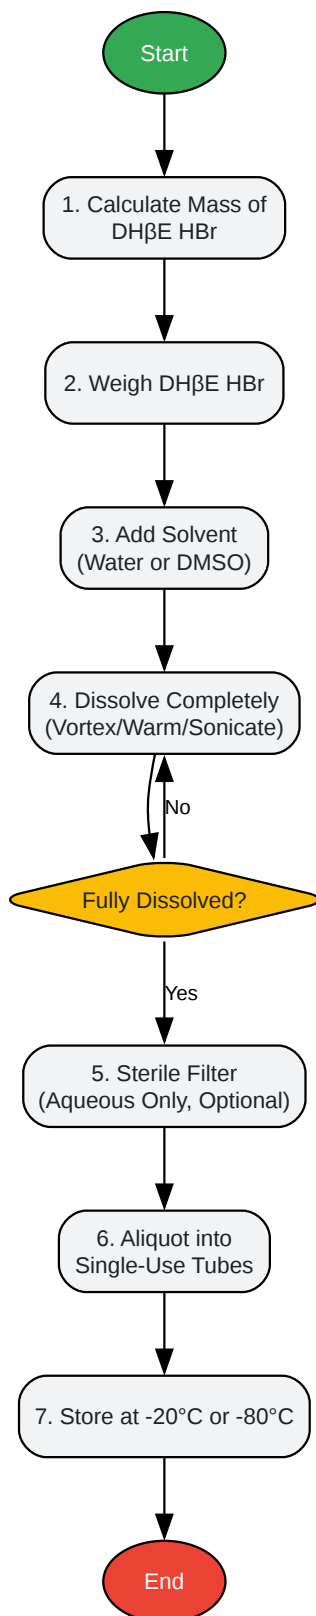 Start
1. Calculate Mass of
DHβE HBr
2. Weigh DHβE HBr
3. Add Solvent
(Water or DMSO)
4. Dissolve Completely
(Vortex/Warm/Sonicate)
No
Fully Dissolved?
Yes
5. Sterile Filter
(Aqueous Only, Optional)
6. Aliquot into
Single-Use Tubes
7. Store at -20°C or -80°C
End